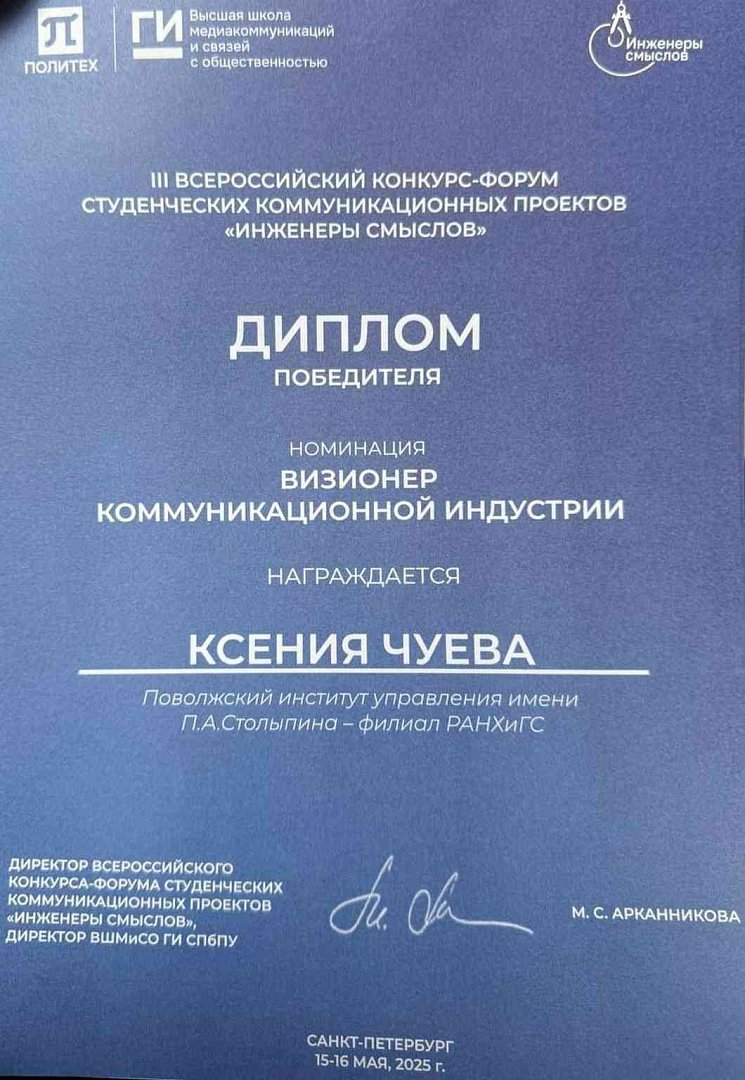 ПОЛИТЕХ
ГИ
Высшая школа
медиакоммуникаций
и связей
с общественностью
Инженеры
смыслов
III ВСЕРОССИЙСКИЙ КОНКУРС-ФОРУМ
СТУДЕНЧЕСКИХ КОММУНИКАЦИОННЫХ ПРОЕКТОВ
«ИНЖЕНЕРЫ СМЫСЛОВ»
ДИПЛОМ
ПОБЕДИТЕЛЯ
НОМИНАЦИЯ
ВИЗИОНЕР
КОММУНИКАЦИОННОЙ ИНДУСТРИИ
НАГРАЖДАЕТСЯ
КСЕНИЯ ЧУЕВА
Поволжский институт управления имени
П.А.Столыпина – филиал РАНХиГС
ДИРЕКТОР ВСЕРОССИЙСКОГО
КОНКУРСА-ФОРУМА СТУДЕНЧЕСКИХ
КОММУНИКАЦИОННЫХ ПРОЕКТОВ
«ИНЖЕНЕРЫ СМЫСЛОВ»,
ДИРЕКТОР ВШМиСО ГИ СПбПУ
М. С. АРКАННИКОВА
САНКТ-ПЕТЕРБУРГ
15-16 МАЯ, 2025 г.